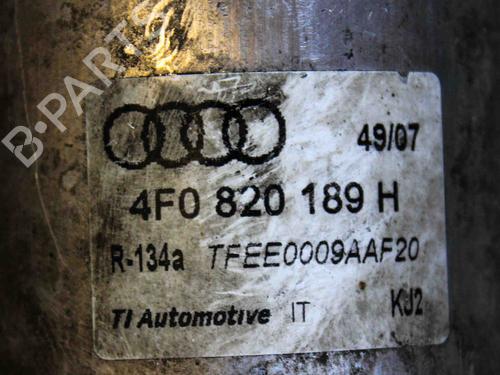 B-PARTS
49/07
4F0 820 189 H
R-134a TFEE0009AAF20
TI Automotive IT KJ2